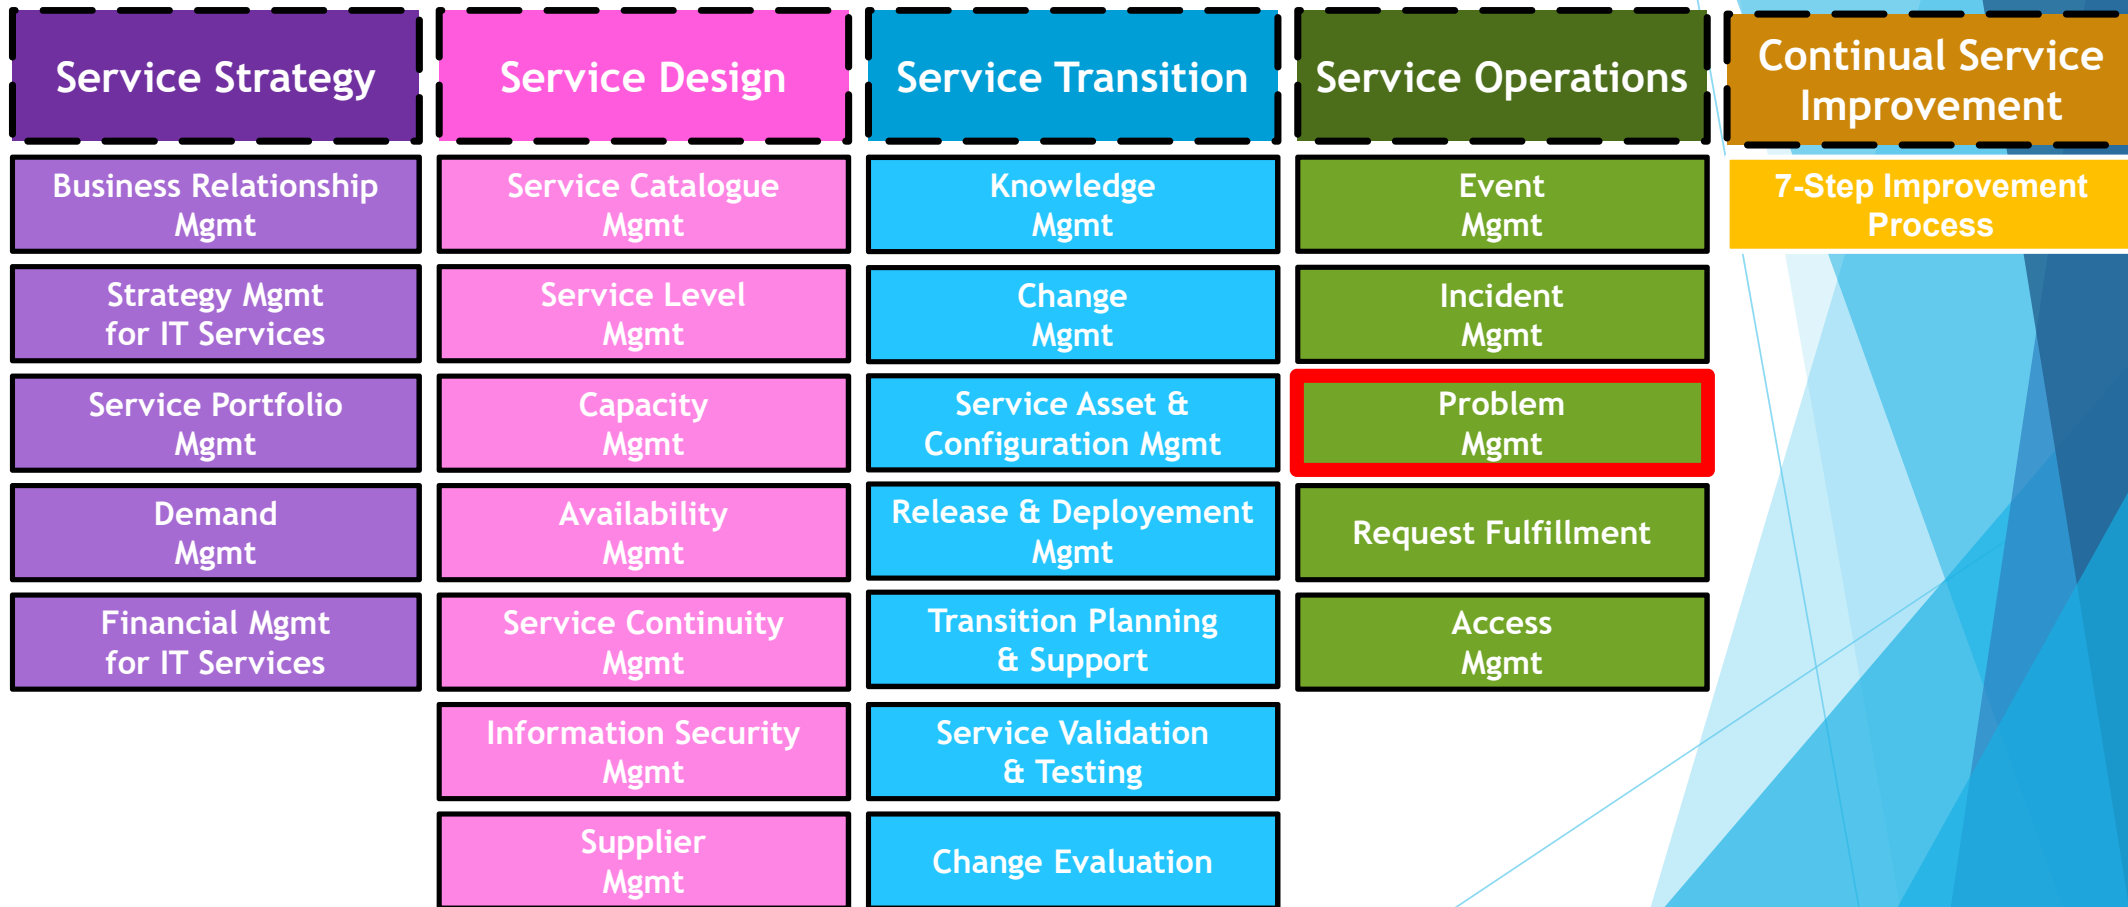 Service Strategy
Business Relationship
Mgmt
Strategy Mgmt
for IT Services
Service Portfolio
Mgmt
Demand
Mgmt
Financial Mgmt
for IT Services
Service Design
Service Catalogue
Mgmt
Service Level
Mgmt
Capacity
Mgmt
Availability
Mgmt
Service Continuity
Mgmt
Information Security
Mgmt
Supplier
Mgmt
Service Transition
Knowledge
Mgmt
Change
Mgmt
Service Asset &
Configuration Mgmt
Release & Deployement
Mgmt
Transition Planning
& Support
Service Validation
& Testing
Change Evaluation
Service Operations
Event
Mgmt
Incident
Mgmt
Problem
Mgmt
Request Fulfillment
Access
Mgmt
Continual Service
Improvement
7-Step Improvement
Process